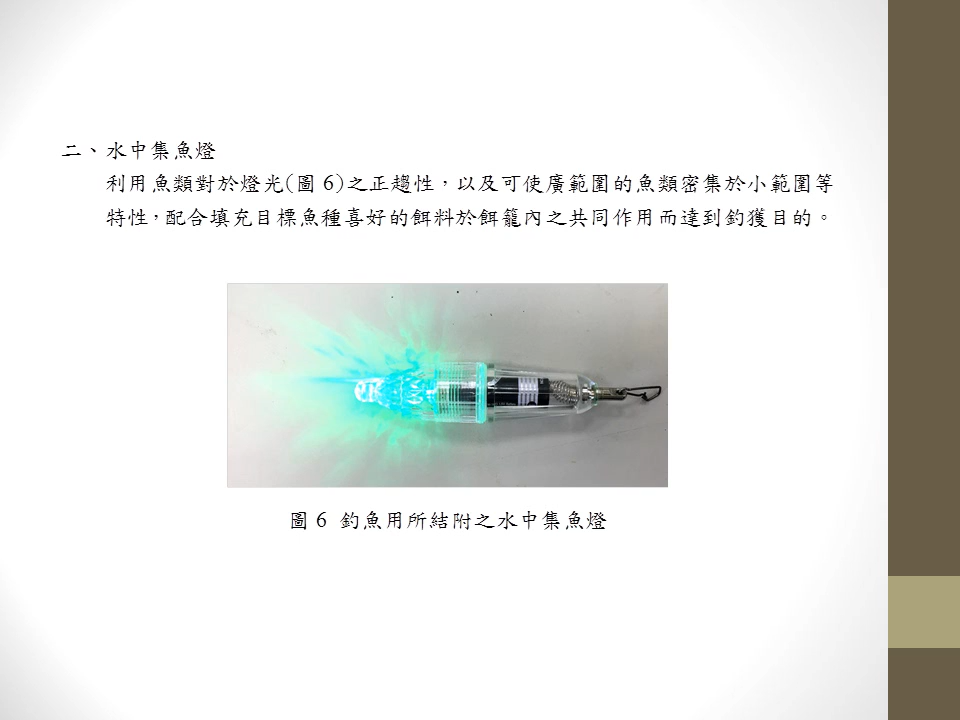 二、水中集魚燈
利用魚類對於燈光(圖 6)之正趨性，以及可使廣範圍的魚類密集於小範圍等
特性，配合填充目標魚種喜好的餌料於餌籠內之共同作用而達到釣獲目的。
圖 6 釣魚用所結附之水中集魚燈